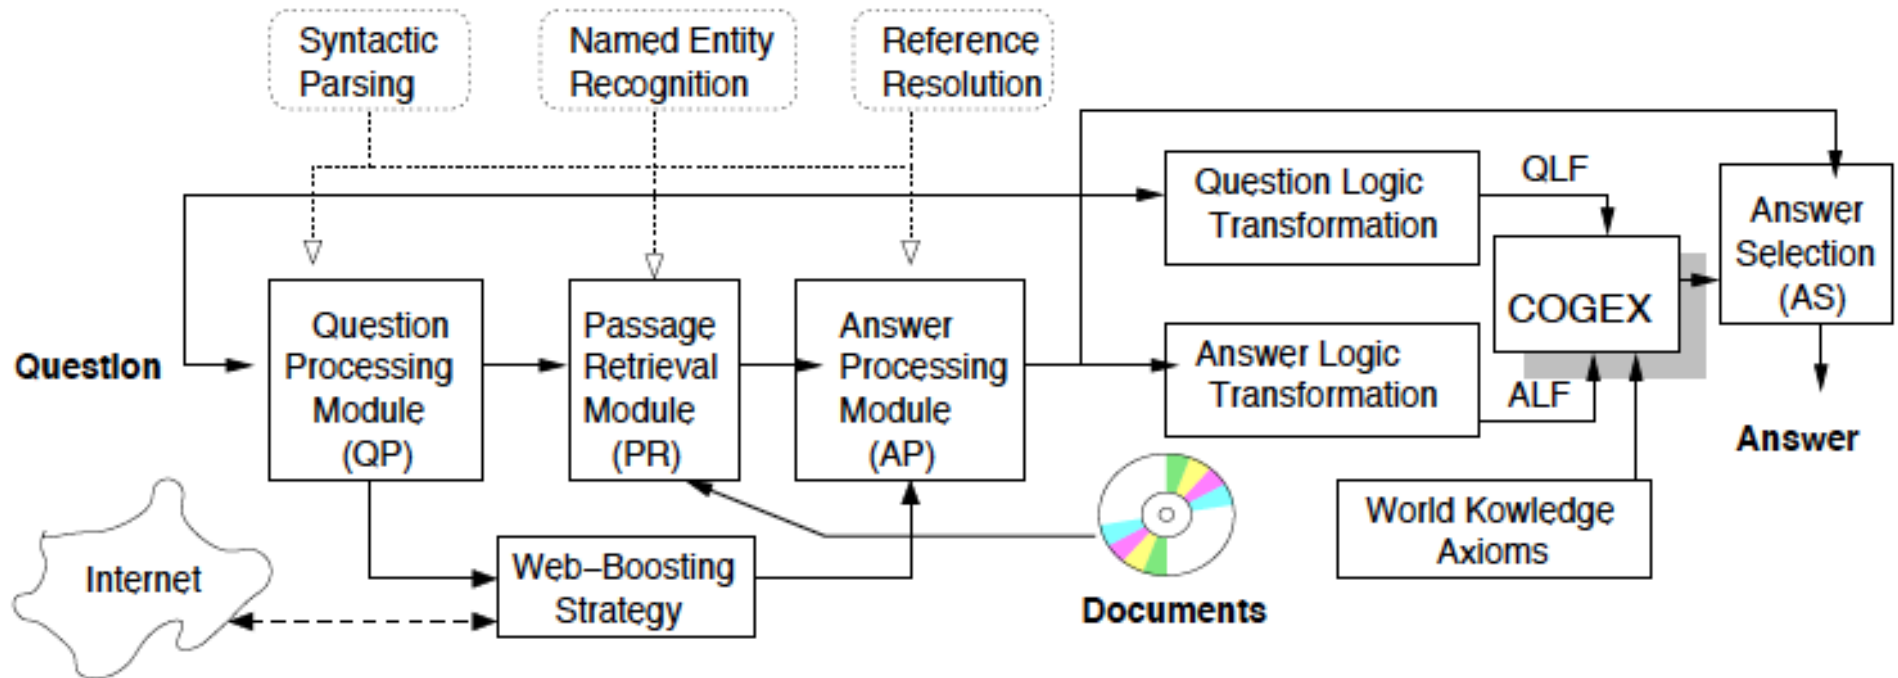 Syntactic
Parsing
Named Entity
Recognition
Reference
Resolution
Question Logic
Transformation
QLF
Answer
Selection
(AS)
COGEX
Question
Question
Processing
Module
(QP)
Passage
Retrieval
Module
(PR)
Answer
Processing
Module
(AP)
Answer Logic
Transformation
ALF
Answer
World Kowledge
Axioms
Internet
Web–Boosting
Strategy
Documents